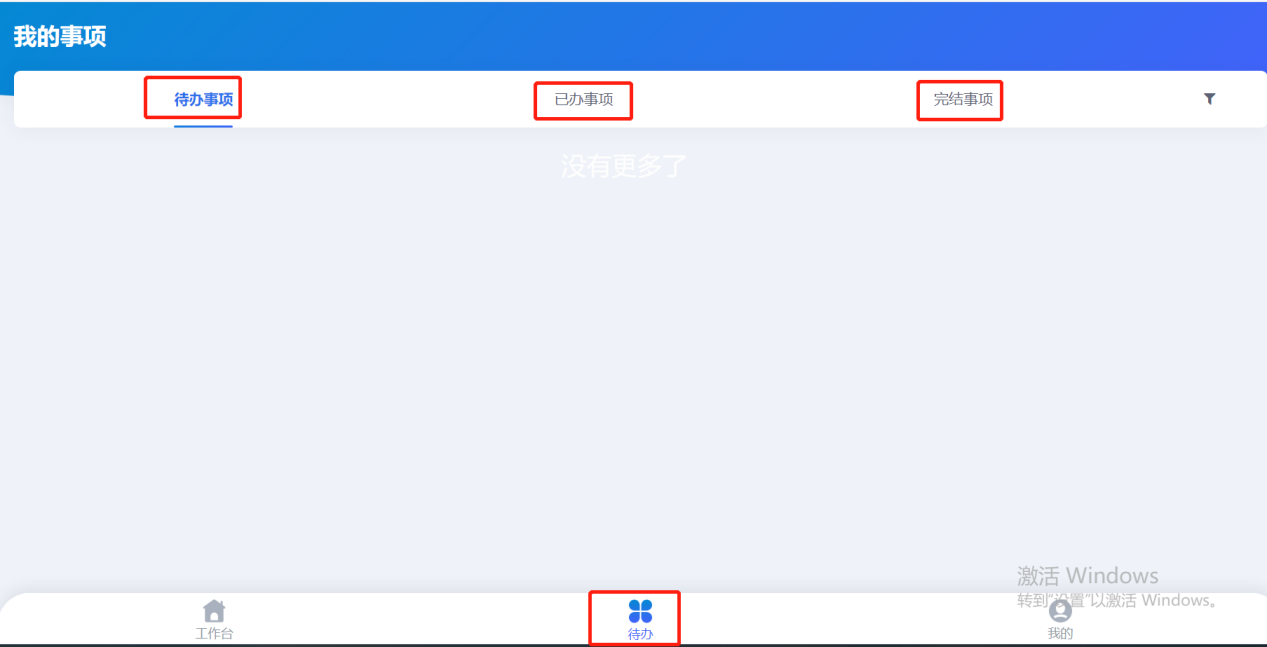 我的事项
待办事项
已办事项
完结事项
没有更多了
激活 Windows
转到"设置"以激活 Windows。
工作台
待办
我的